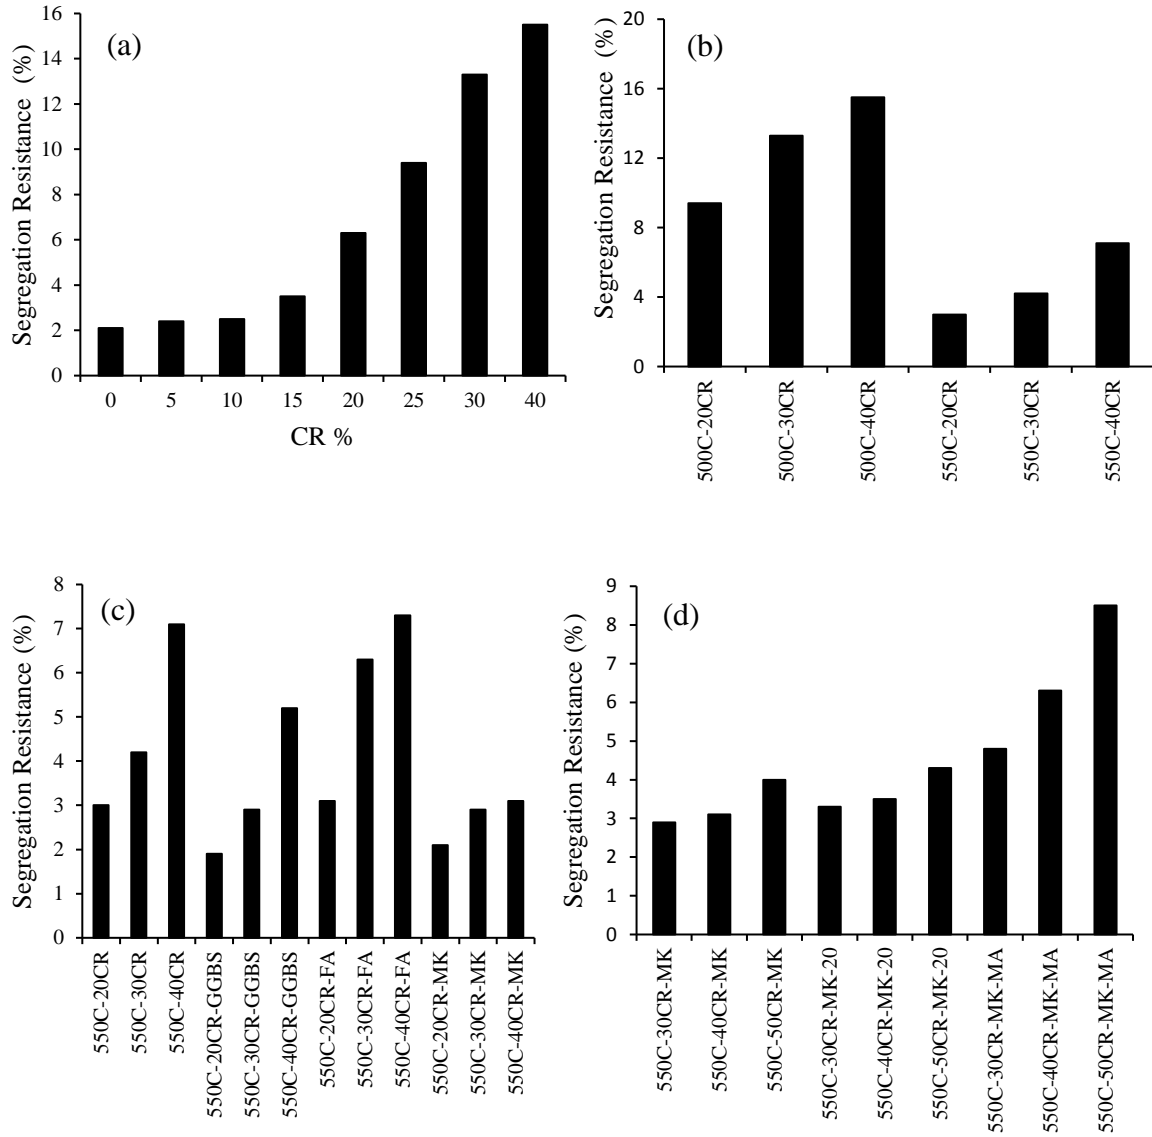 (a)
Segregation Resistance (%)
16
14
12
10
8
6
4
2
0
0 5 10 15 20 25 30 40
CR %
(b)
Segregation Resistance (%)
20
16
12
8
4
0
500C-20CR
500C-30CR
500C-40CR
550C-20CR
550C-30CR
550C-40CR
(c)
Segregation Resistance (%)
8
7
6
5
4
3
2
1
0
550C-20CR
550C-30CR
550C-40CR
550C-20CR-GGBS
550C-30CR-GGBS
550C-40CR-GGBS
550C-20CR-FA
550C-30CR-FA
550C-40CR-FA
550C-20CR-MK
550C-30CR-MK
550C-40CR-MK
(d)
Segregation Resistance (%)
9
8
7
6
5
4
3
2
1
0
550C-30CR-MK
550C-40CR-MK
550C-50CR-MK
550C-30CR-MK-20
550C-40CR-MK-20
550C-50CR-MK-20
550C-30CR-MK-MA
550C-40CR-MK-MA
550C-50CR-MK-MA